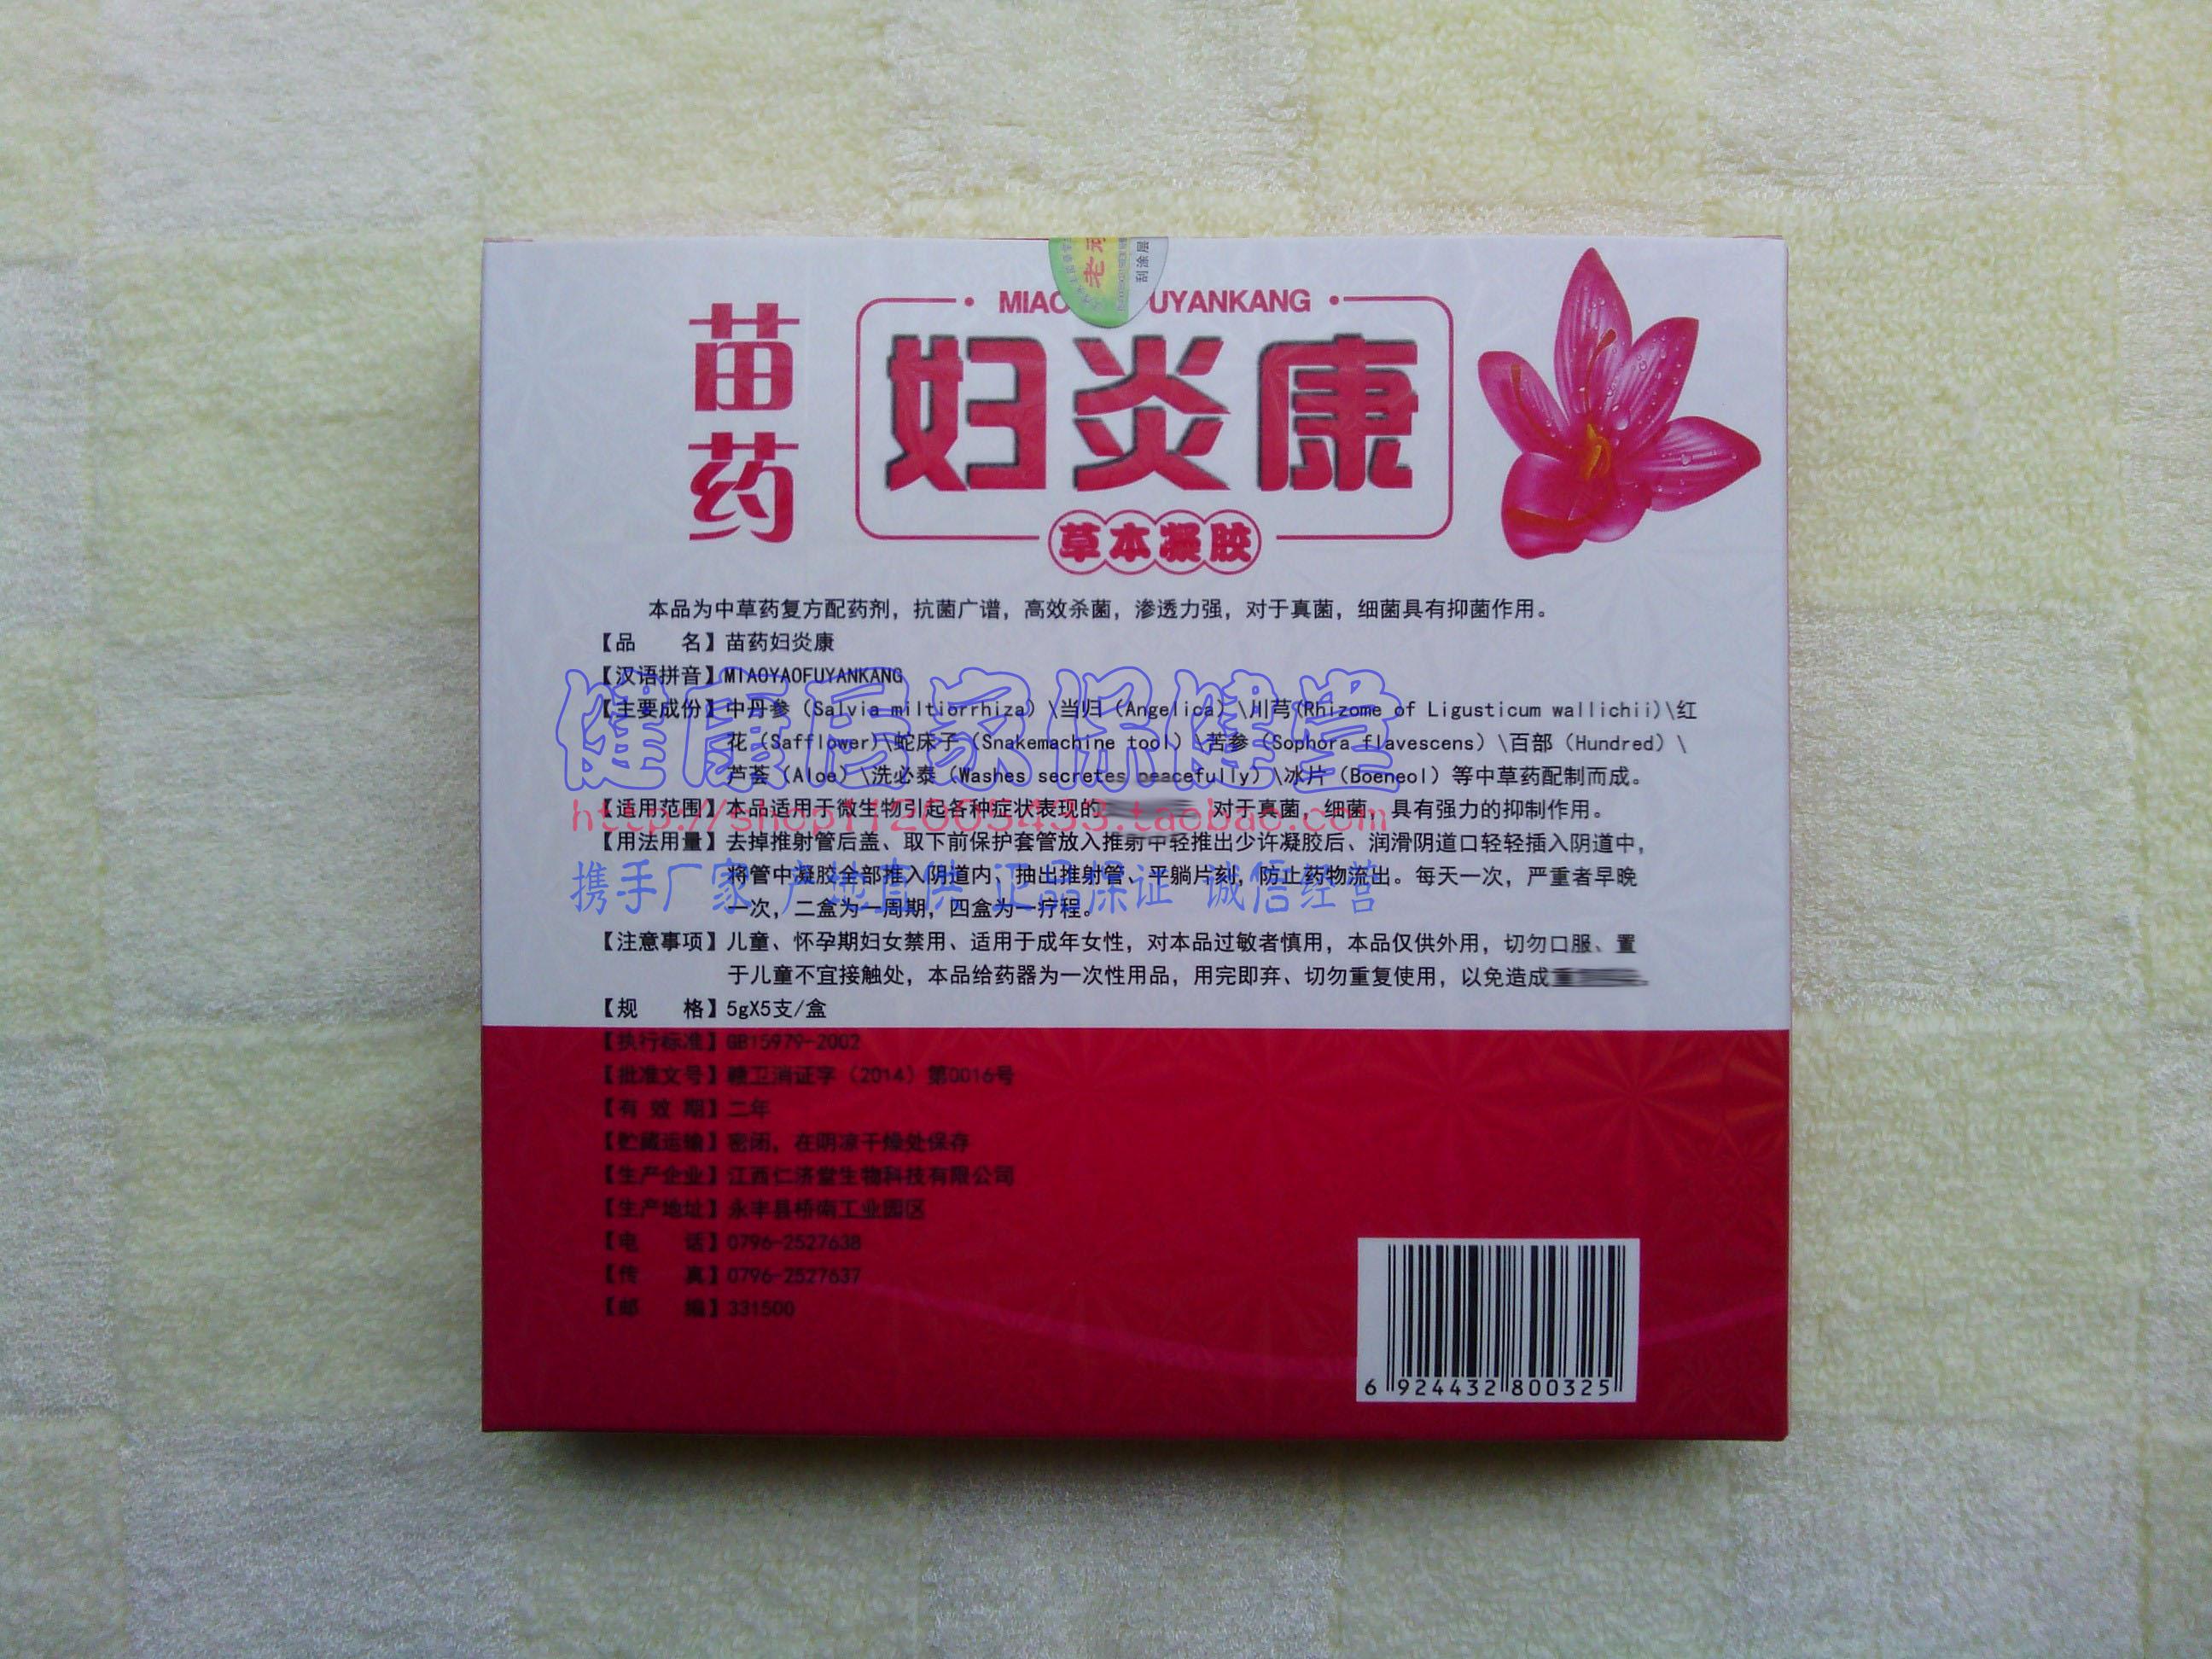 老
刮涂层
MIAO UYANKANG
苗药
妇炎康
草本凝胶
本品为中草药复方配药剂，抗菌广谱，高效杀菌，渗透力强，对于真菌，细菌具有抑菌作用。
【品 名】苗药妇炎康
【汉语拼音】MIAOYAOFUYANKANG
【主要成份】中丹参（Salvia miltiorrhiza）\当归（Angelica）\川芎(Rhizome of Ligusticum wallichii)\红
花（Safflower)\蛇床子（Snakemachine tool）\苦参（Sophora flavescens）\百部（Hundred）\
芦荟（Aloe）\洗必泰（Washes secretes peacefully）\冰片（Boeneol）等中草药配制而成。
【适用范围】本品适用于微生物引起各种症状表现的 对于真菌，细菌，具有强力的抑制作用。
【用法用量】去掉推射管后盖、取下前保护套管放入推射中轻推出少许凝胶后、润滑阴道口轻轻插入阴道中，
将管中凝胶全部推入阴道内、抽出推射管、平躺片刻，防止药物流出。每天一次，严重者早晚
一次，二盒为一周期，四盒为一疗程。
【注意事项】儿童、怀孕期妇女禁用、适用于成年女性，对本品过敏者慎用，本品仅供外用，切勿口服、置
于儿童不宜接触处，本品给药器为一次性用品，用完即弃、切勿重复使用，以免造成
【规 格】5gX5支/盒
【执行标准】GB15979-2002
【批准文号】赣卫消证字（2014）第0016号
【有 效 期】二年
【贮藏运输】密闭，在阴凉干燥处保存
【生产企业】江西仁济堂生物科技有限公司
【生产地址】永丰县桥南工业园区
【电 话】0796-2527638
【传 真】0796-2527637
【邮 编】331500
6 924432 800325
健康居家保健堂
http://shop112005433.taobao.com
携手厂家 产地直供 正品保证 诚信经营